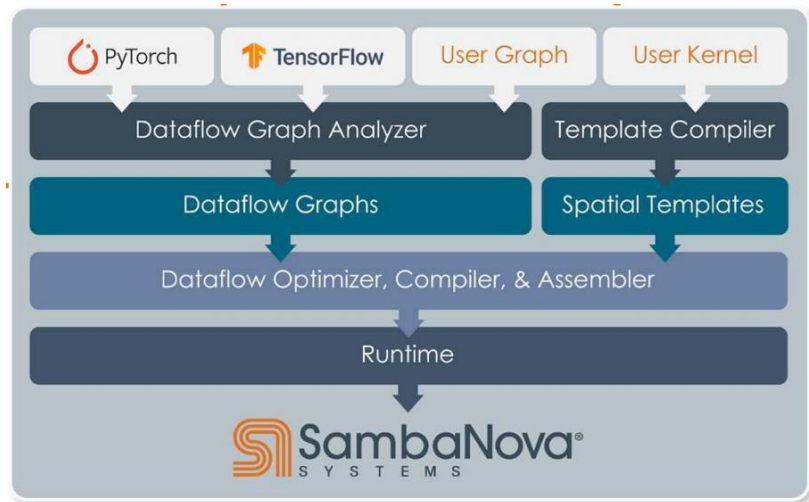 PyTorch
TensorFlow
User Graph
User Kernel
Dataflow Graph Analyzer
Template Compiler
Dataflow Graphs
Spatial Templates
Dataflow Optimizer, Compiler, & Assembler
Runtime
SambaNova®
SYSTEMS